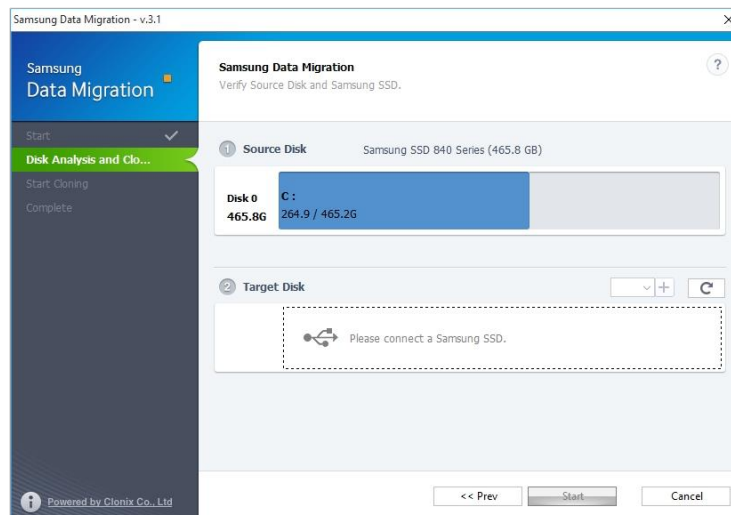 Samsung Data Migration - v.3.1
Samsung
Data Migration
Samsung Data Migration
Verify Source Disk and Samsung SSD.
?
Start
Disk Analysis and Clo...
Start Cloning
Complete
1 Source Disk Samsung SSD 840 Series (465.8 GB)
Disk 0
465.8G
C :
264.9 / 465.2G
2 Target Disk
Please connect a Samsung SSD.
Powered by Clonix Co., Ltd
<< Prev Start Cancel